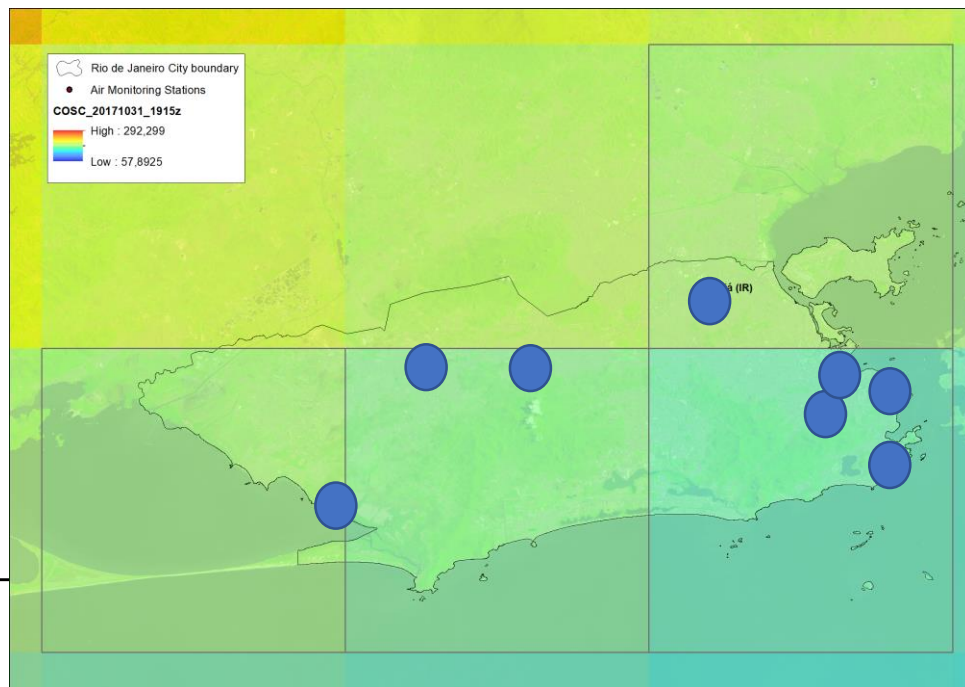 Rio de Janeiro City boundary
Air Monitoring Stations
COSC_20171031_1915z
High : 292,299
Low : 57,8925
(IR)